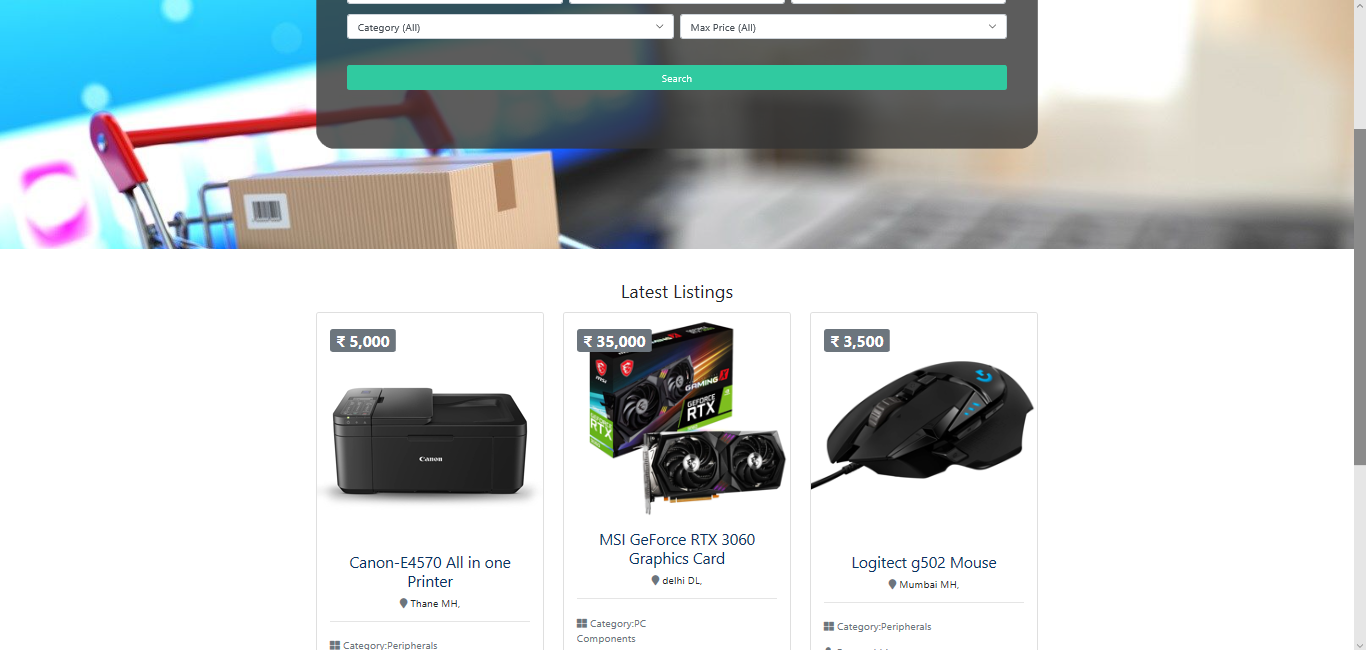 Category (All)
Max Price (All)
Search
Latest Listings
₹ 5,000
₹ 35,000
₹ 3,500
GAMING X
GEFORCE
RTX
RTX
Canon
Canon-E4570 All in one
Printer
Thane MH,
Category:Peripherals
MSI GeForce RTX 3060
Graphics Card
delhi DL,
Category:PC
Components
Logitect g502 Mouse
Mumbai MH,
Category:Peripherals